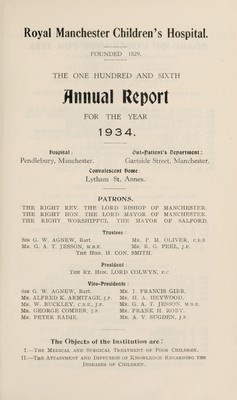 Royal Manchester Children's Hospital.
FOUNDED 1829.
THE ONE HUNDRED AND SIXTH
Annual Report
FOR THE YEAR
1934.
Hospital: Out-Patient's Department:
Pendlebury, Manchester. Gartside Street, Manchester.
Convalescent Home:
Lytham St. Annes.
PATRONS.
THE RIGHT REV. THE LORD BISHOP OF MANCHESTER.
THE RIGHT HON. THE LORD MAYOR OF MANCHESTER.
THE RIGHT WORSHIPFUL THE MAYOR OF SALFORD.
Trustees:
SIR G. W. AGNEW, Bart. MR. P. M. OLIVER, C.B.E
MR. G. A. T. JESSON, M.B.E. MR. R. G. PEEL, J.P.
THE HON. H. CON. SMITH.
President:
THE RT. HON. LORD COLWYN, P.C.
Vice-Presidents:
SIR G. W. AGNEW, Bart. MR. J. FRANCIS GIBB.
MR. ALFRED K. ARMITAGE, J.P. MR. H. A. HEYWOOD.
MR. W. BUCKLEY, C.B.E., J.P. MR. G. A. T. JESSON, M.B.E.
MR. GEORGE COMBER, J.P. MR. FRANK H. ROBY.
MR. PETER EADIE. MR. A. V. SUGDEN, J.P.
The Objects of the Institution are:
I.—THE MEDICAL AND SURGICAL TREATMENT OF POOR CHILDREN.
II.—THE ATTAINMENT AND DIFFUSION OF KNOWLEDGE REGARDING THE
DISEASES OF CHILDREN.